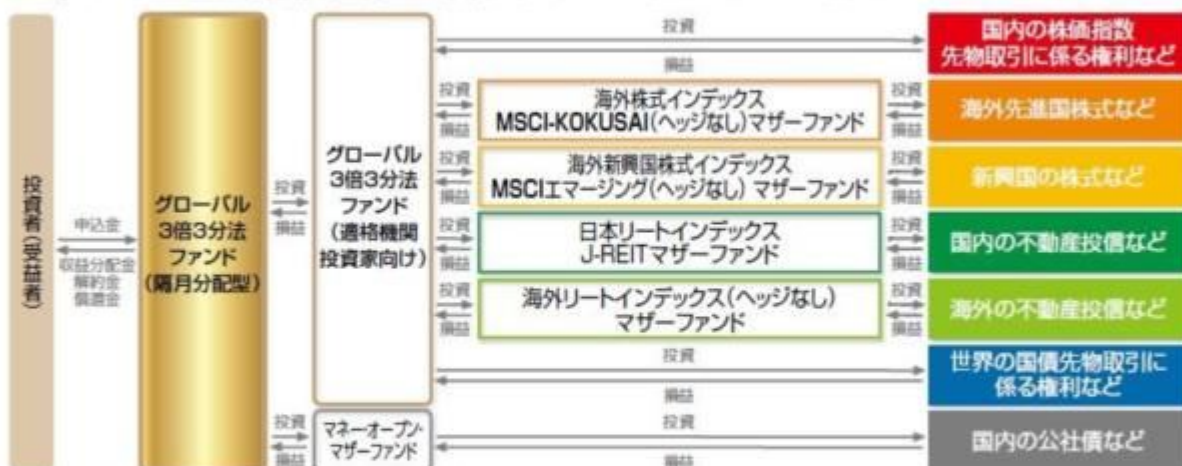 投資者(受益者)
申込金
収益分配金
解約金
償還金
グローバル
3倍3分法
ファンド
(隔月分配型)
投資
損益
グローバル
3倍3分法
ファンド
(適格機関
投資家向け)
投資
損益
国内の株価指数
先物取引に係る権利など
投資
損益
海外株式インデックス
MSCI-KOKUSAI(ヘッジなし)マザーファンド
投資
損益
海外先進国株式など
投資
損益
海外新興国株式インデックス
MSCIエマージング(ヘッジなし) マザーファンド
投資
損益
新興国の株式など
投資
損益
日本リートインデックス
J-REITマザーファンド
投資
損益
国内の不動産投信など
投資
損益
海外リートインデックス(ヘッジなし)
マザーファンド
投資
損益
海外の不動産投信など
投資
損益
世界の国債先物取引に
係る権利など
投資
損益
マネー・オープン・
マザーファンド
投資
損益
国内の公社債など